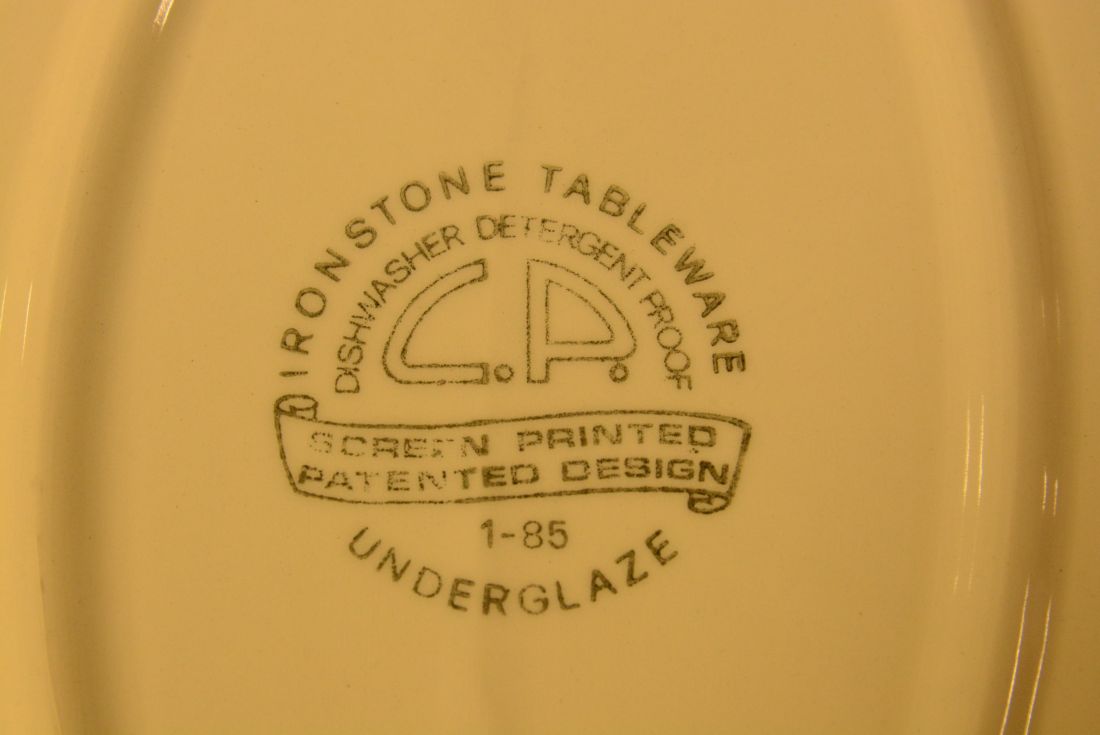 IRONSTONE TABLEWARE
DISHWASHER DETERGENT PROOF
C.P.
SCREEN PRINTED
PATENTED DESIGN
1-85
UNDERGLAZE